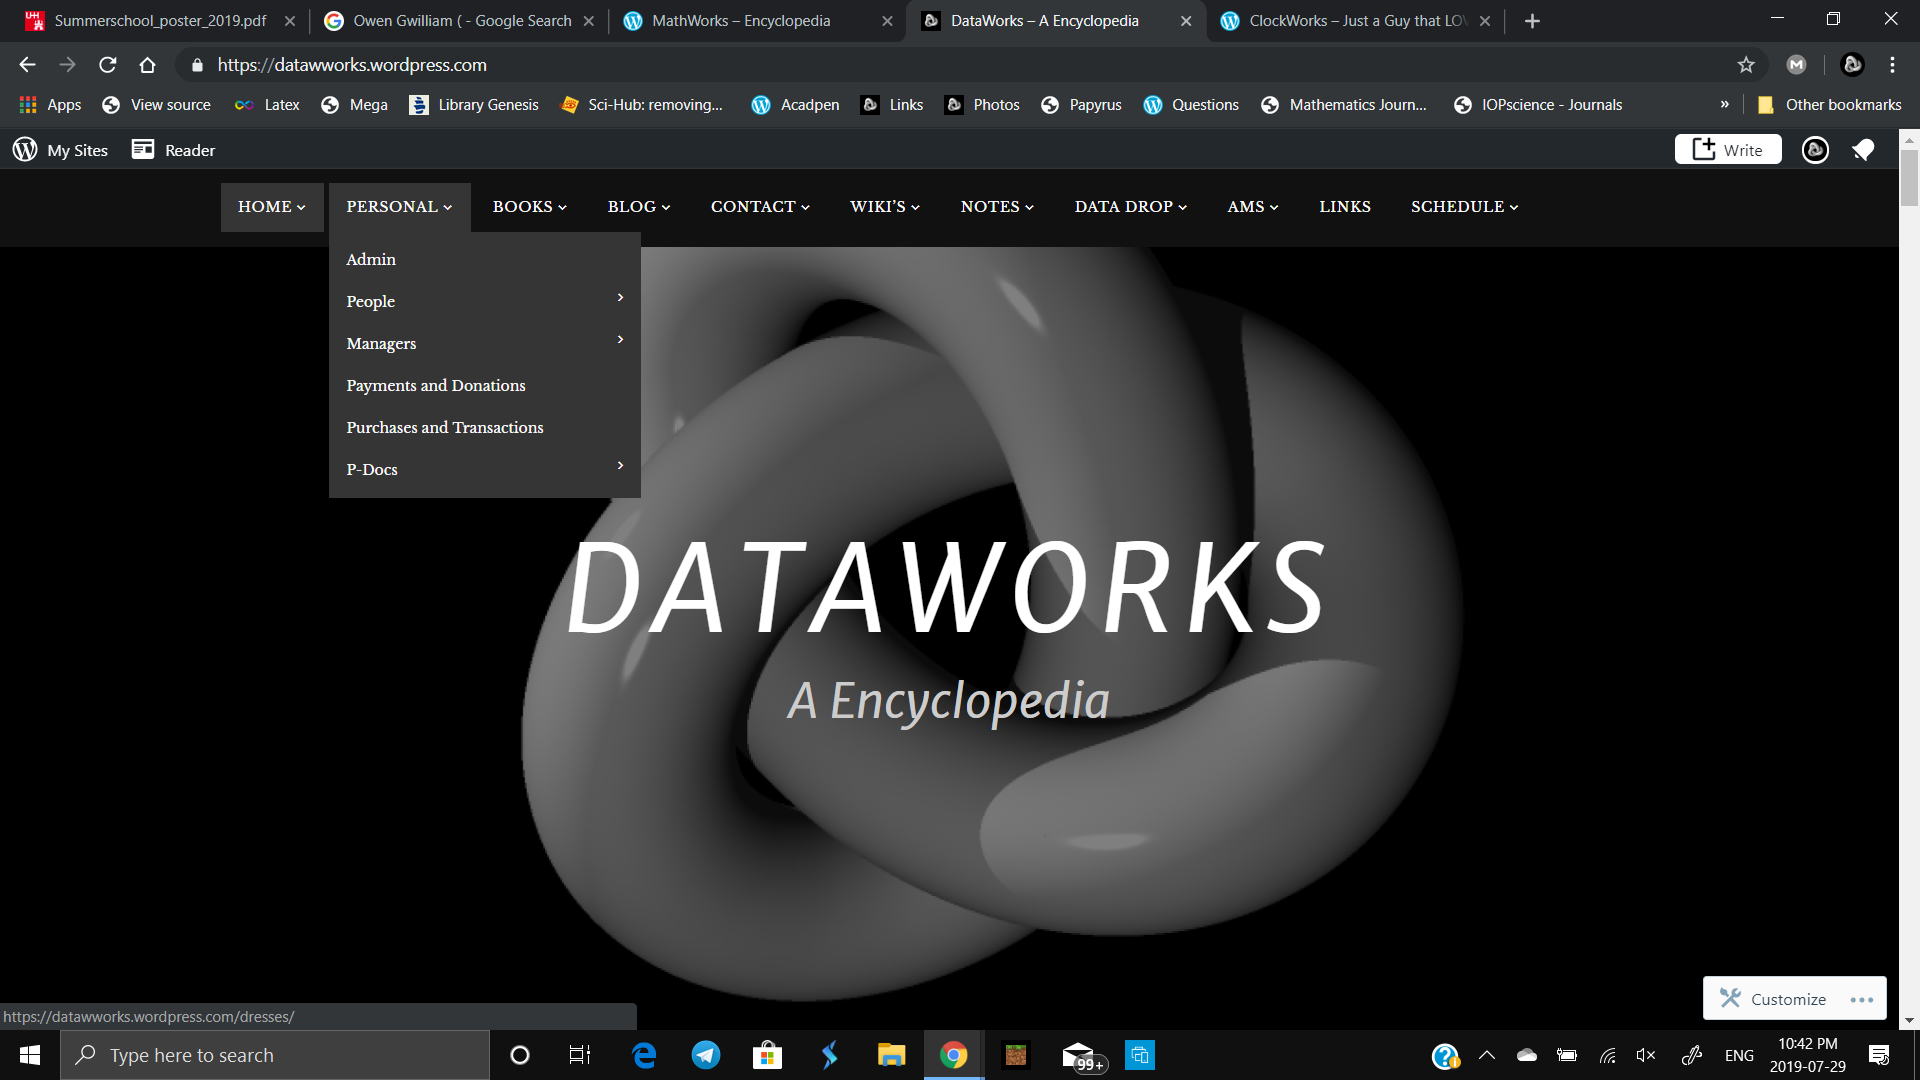 Summerschool_poster_2019.pdf
Owen Gwilliam ( - Google Search
MathWorks – Encyclopedia
DataWorks – A Encyclopedia
ClockWorks – Just a Guy that LO
https://datawworks.wordpress.com
M
Apps
View source
Latex
Mega
Library Genesis
Sci-Hub: removing...
Acadpen
Links
Photos
Papyrus
Questions
Mathematics Journ...
IOPscience - Journals
»
Other bookmarks
My Sites
Reader
Write
HOME
PERSONAL
BOOKS
BLOG
CONTACT
WIKI’S
NOTES
DATA DROP
AMS
LINKS
SCHEDULE
Admin
People
Managers
Payments and Donations
Purchases and Transactions
P-Docs
DATAWORKS
A Encyclopedia
Customize
https://datawworks.wordpress.com/dresses/
Type here to search
99+
ENG
10:42 PM
2019-07-29